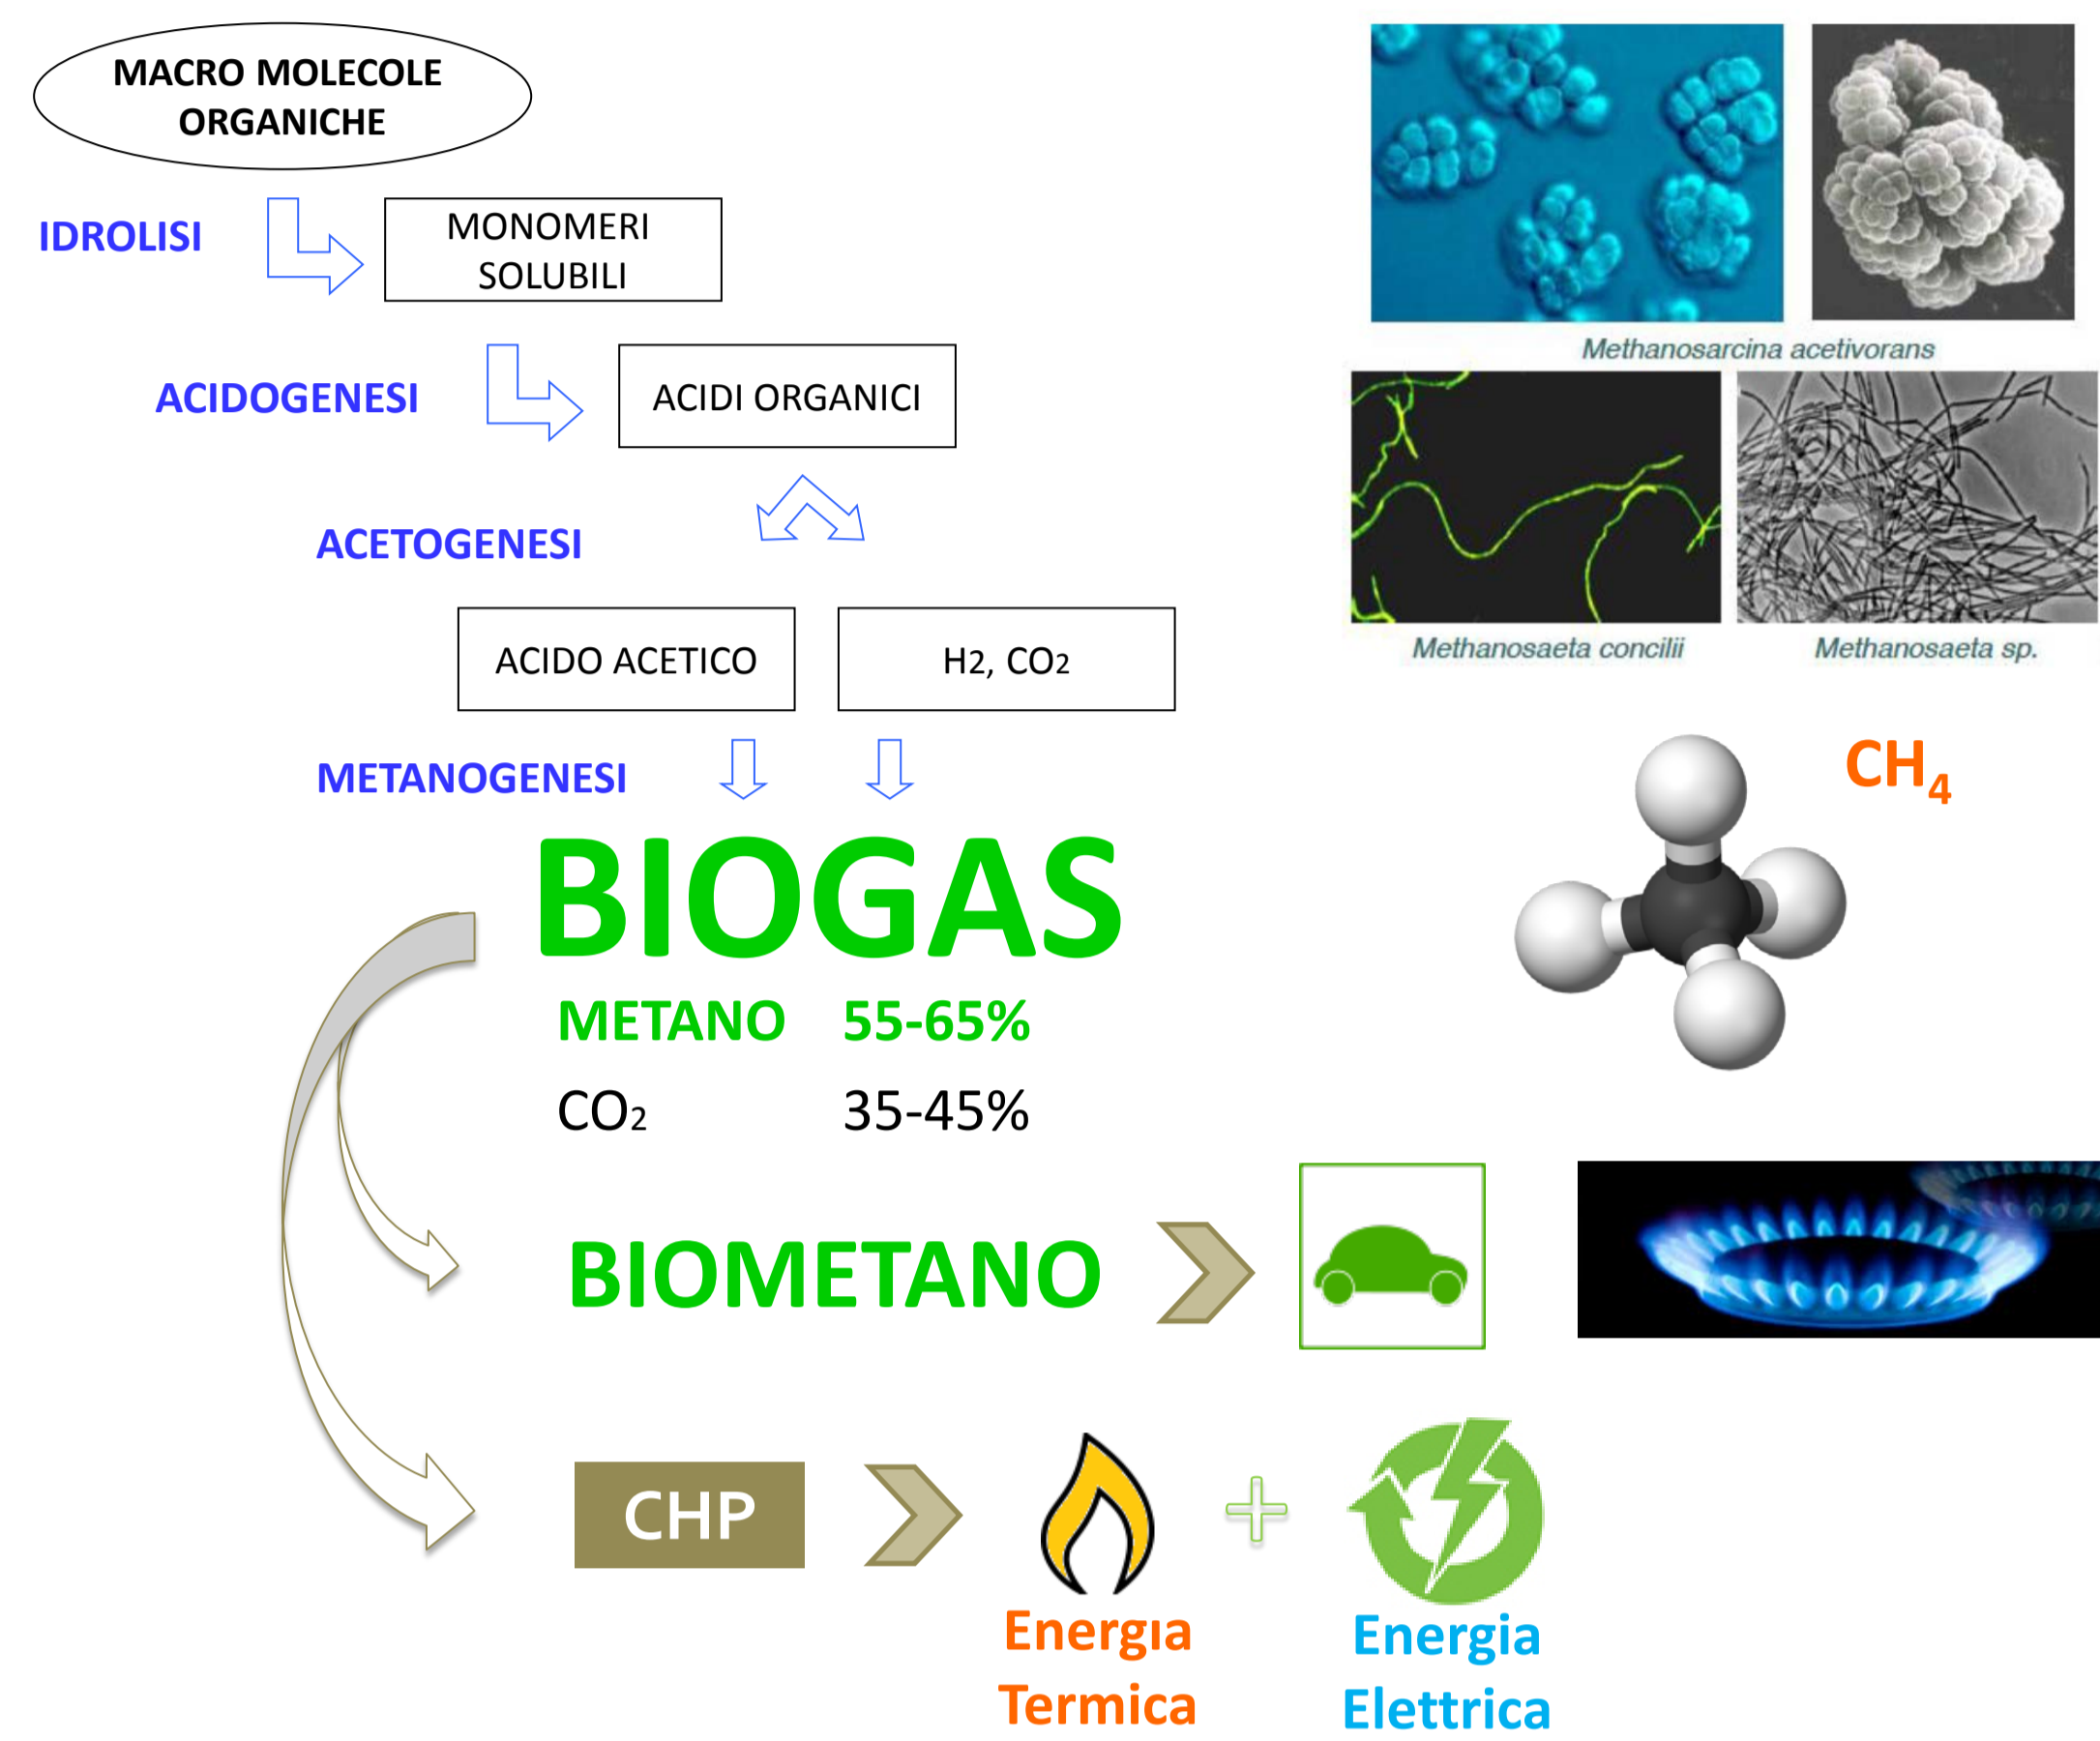 MACRO MOLECOLE
ORGANICHE
IDROLISI
MONOMERI
SOLUBILI
ACIDOGENESI
ACIDI ORGANICI
ACETOGENESI
ACIDO ACETICO
H2, CO2
METANOGENESI
BIOGAS
METANO 55-65%
CO2 35-45%
BIOMETANO
CHP
Energia
Termica
Energia
Elettrica
Methanosarcina acetivorans
Methanosaeta concilii
Methanosaeta sp.
CH4